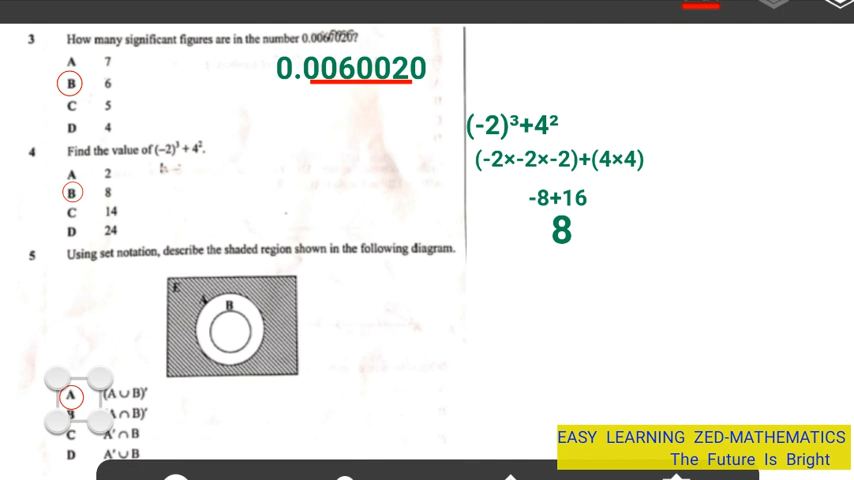 3 How many significant figures are in the number
0.0060020
A 7
B 6
C 5
D 4
4 Find the value of (−2)³ + 4².
A 2
B 8
C 14
D 24
(-2)³+4²
(-2×-2×-2)+(4×4)
-8+16
8
5 Using set notation, describe the shaded region shown in the following diagram.
E
A
B
A (A ∪ B)′
∩ B)′
C A′ ∩ B
D A′ ∪ B
EASY LEARNING ZED-MATHEMATICS
The Future Is Bright